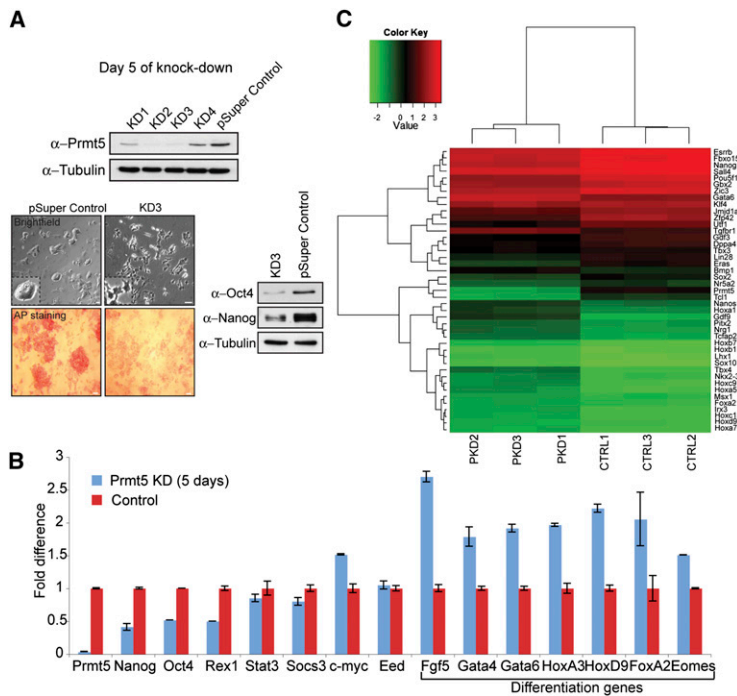 A
Day 5 of knock-down
KD1
KD2
KD3
KD4
pSuper Control
α-Prmt5
α-Tubulin
pSuper Control
KD3
Brightfield
AP staining
KD3
pSuper Control
α-Oct4
α-Nanog
α-Tubulin
C
Color Key
-2 0 1 2 3
Value
Esrrb
Fbxo15
Nanog
Sall4
Pou5f1
Gbx2
Zic3
Gata6
Klf4
Jmjd1a
Zfp42
Utf1
Tgfbr1
Gdf3
Dppa4
Tbx3
Lin28
Eras
Bmp1
Sox2
Nr5a2
Prmt5
Tcl1
Nanos
Hoxa1
Gdf9
Pitx2
Nrg1
Tcfap2
Hoxb7
Hoxb1
Lhx1
Sox10
Tbx4
Nkx2-
Hoxc9
Hoxa5
Msx1
Foxa2
Irx3
Hoxc1
Hoxd9
Hoxa7
PKD2
PKD3
PKD1
CTRL1
CTRL3
CTRL2
B
Prmt5 KD (5 days)
Control
Fold difference
3
2.5
2
1.5
1
0.5
0
Prmt5 Nanog Oct4 Rex1 Stat3 Socs3 c-myc Eed Fgf5 Gata4 Gata6 HoxA3 HoxD9 FoxA2 Eomes
Differentiation genes